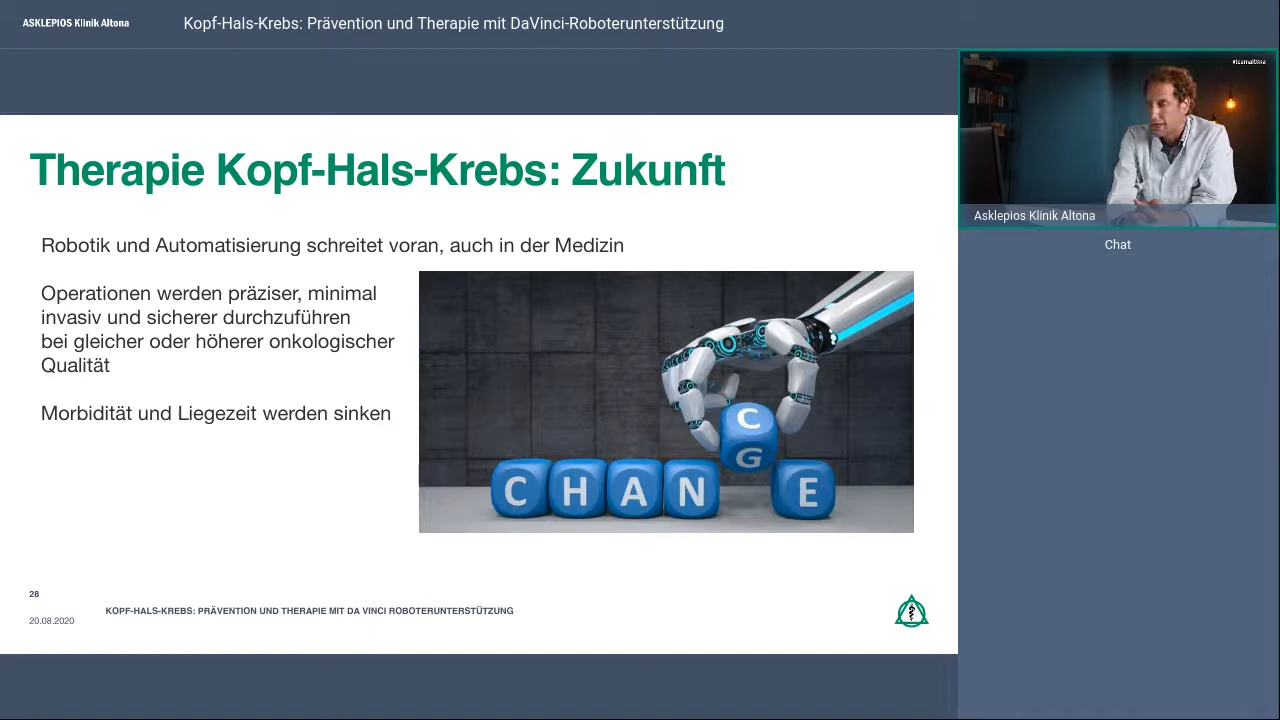 ASKLEPIOS Klinik Altona
Kopf-Hals-Krebs: Prävention und Therapie mit DaVinci-Roboterunterstützung
#teamaltona
Asklepios Klinik Altona
Chat
Therapie Kopf-Hals-Krebs: Zukunft
Robotik und Automatisierung schreitet voran, auch in der Medizin
Operationen werden präziser, minimal
invasiv und sicherer durchzuführen
bei gleicher oder höherer onkologischer
Qualität
Morbidität und Liegezeit werden sinken
C
G
C H A N E
28
KOPF-HALS-KREBS: PRÄVENTION UND THERAPIE MIT DA VINCI ROBOTERUNTERSTÜTZUNG
20.08.2020